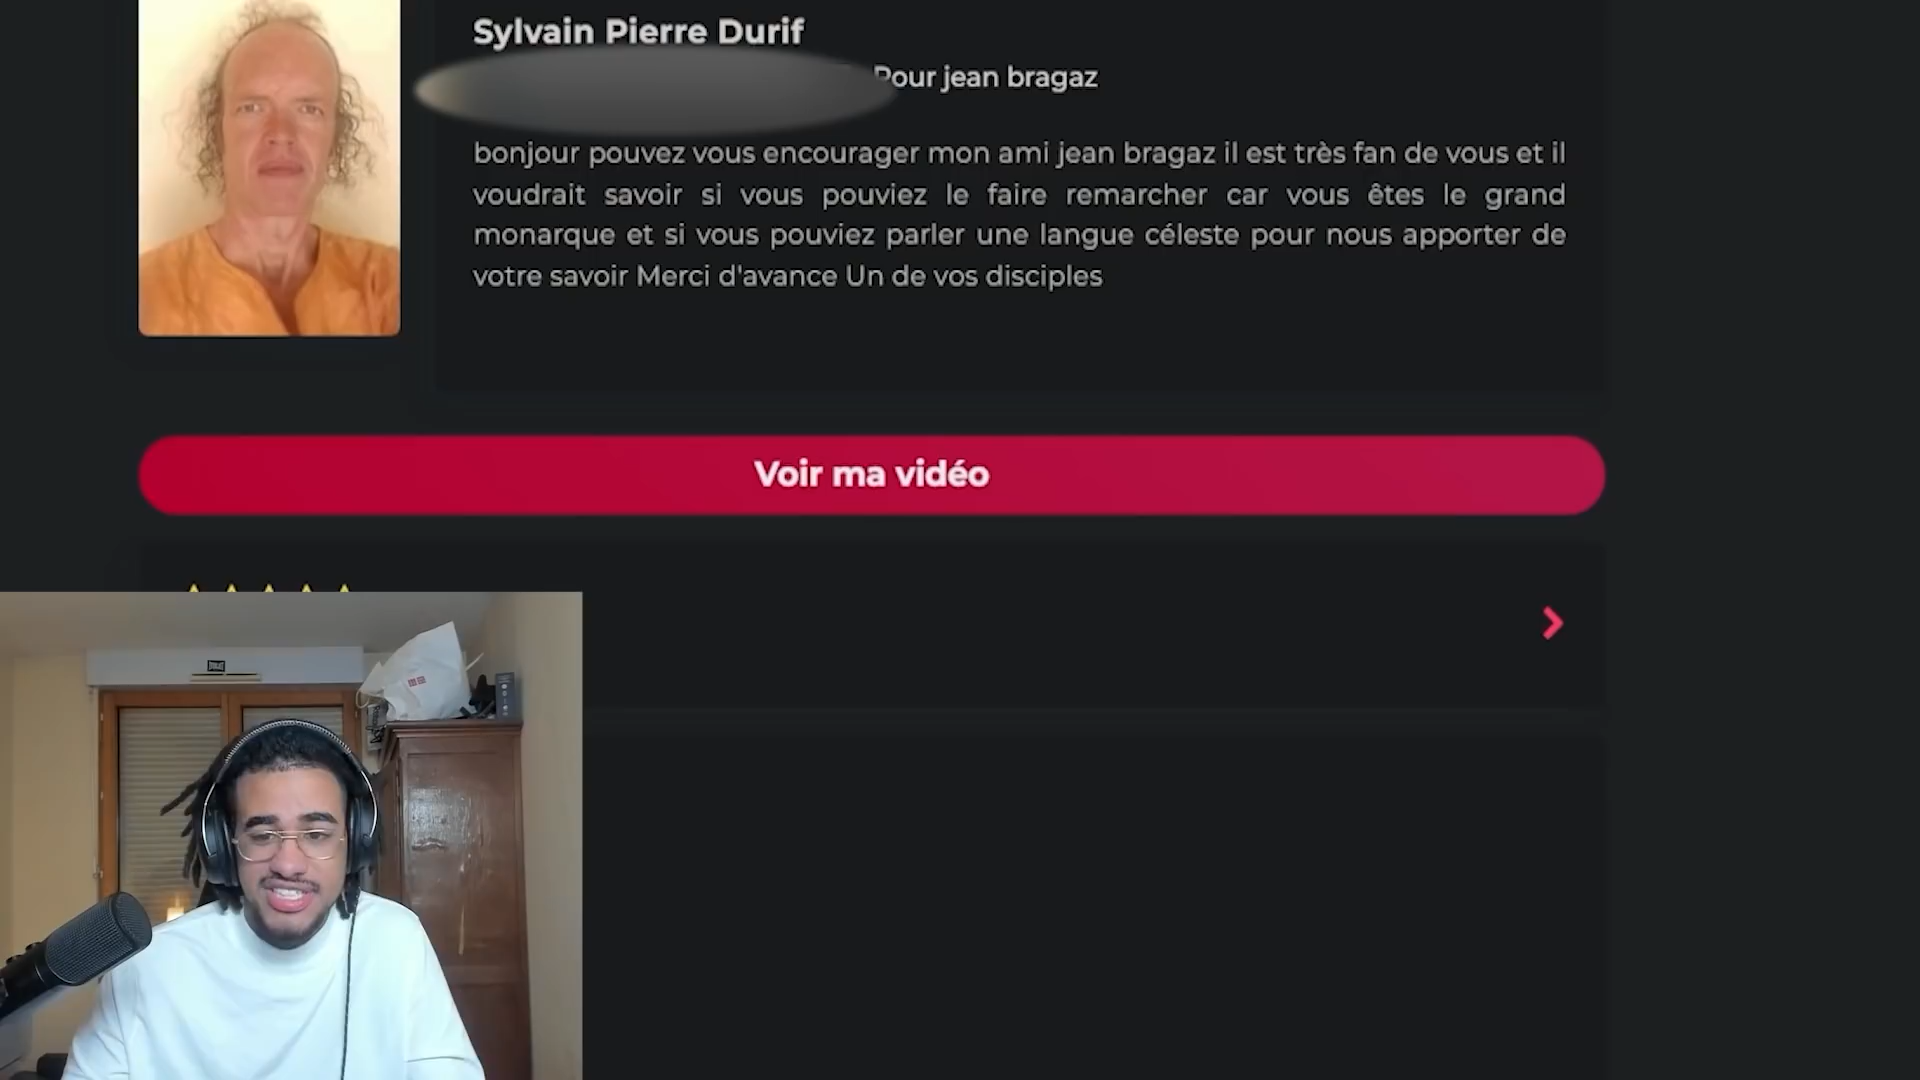 Sylvain Pierre Durif
Pour jean bragaz
bonjour pouvez vous encourager mon ami jean bragaz il est très fan de vous et il
voudrait savoir si vous pouviez le faire remarcher car vous êtes le grand
monarque et si vous pouviez parler une langue céleste pour nous apporter de
votre savoir Merci d'avance Un de vos disciples
Voir ma vidéo